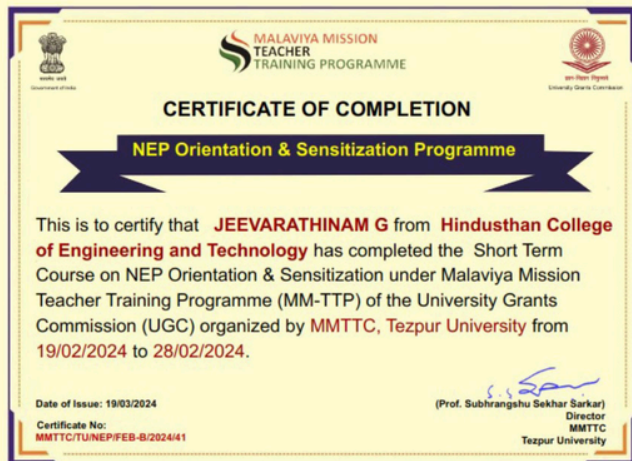 MALAVIYA MISSION
TEACHER
TRAINING PROGRAMME
Government of India
ज्ञान-विज्ञान विमुक्तये
University Grants Commission
CERTIFICATE OF COMPLETION
NEP Orientation & Sensitization Programme
This is to certify that JEEVARATHINAM G from Hindusthan College
of Engineering and Technology has completed the Short Term
Course on NEP Orientation & Sensitization under Malaviya Mission
Teacher Training Programme (MM-TTP) of the University Grants
Commission (UGC) organized by MMTTC, Tezpur University from
19/02/2024 to 28/02/2024.
Date of Issue: 19/03/2024
(Prof. Subhrangshu Sekhar Sarkar)
Director
Certificate No:
MMTTC
MMTTC/TU/NEP/FEB-B/2024/41
Tezpur University